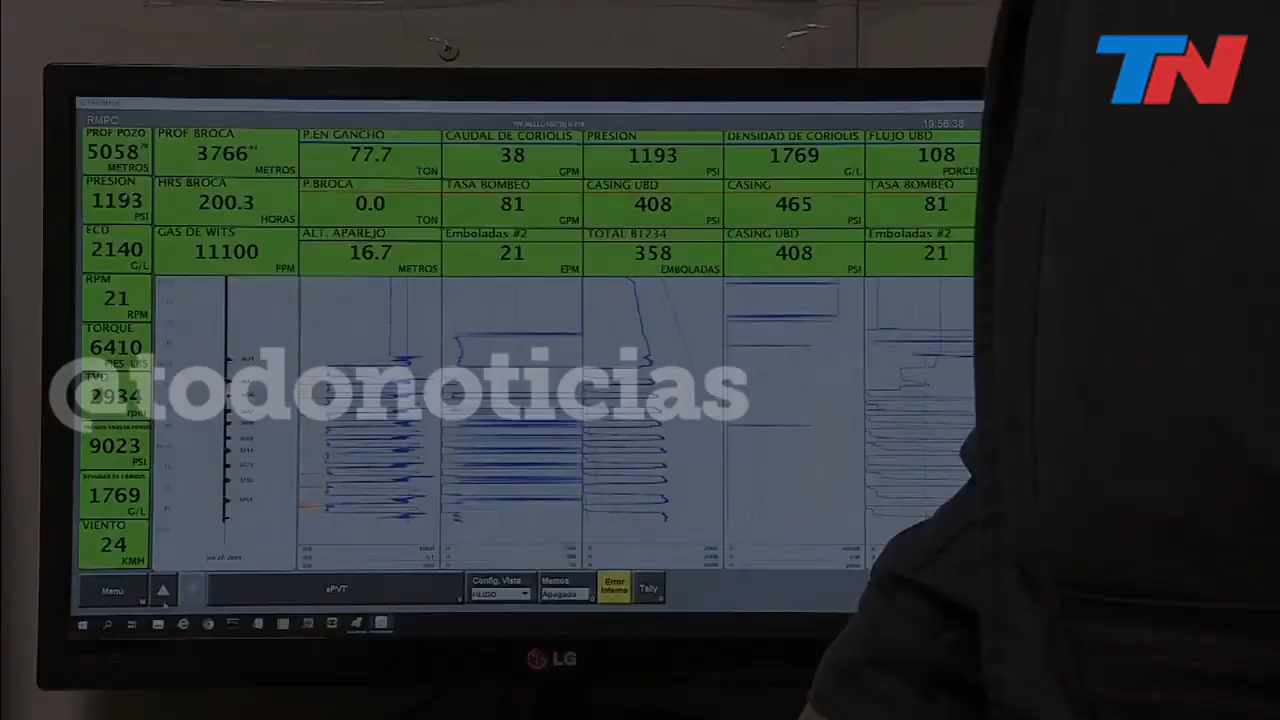 TN
RMPC
19:56:38
PROF POZO
5058
METROS
PROF BROCA
3766
METROS
P.EN GANCHO
77.7
TON
CAUDAL DE CORIOLIS
38
GPM
PRESION
1193
PSI
DENSIDAD DE CORIOLIS
1769
G/L
FLUJO UBD
108
PORCEN
PRESION
1193
PSI
HRS BROCA
200.3
HORAS
P.BROCA
0.0
TON
TASA BOMBEO
81
GPM
CASING UBD
408
PSI
CASING
465
PSI
TASA BOMBEO
81
ECD
2140
G/L
GAS DE WITS
11100
PPM
ALT. APAREJO
16.7
METROS
Emboladas #2
21
EPM
TOTAL B1234
358
EMBOLADAS
CASING UBD
408
PSI
Emboladas #2
21
RPM
21
RPM
TORQUE
6410
PIES LBS
TVD
2934
rpm
@todonoticias
9023
PSI
1769
G/L
VIENTO
24
KMH
Menú
ePVT
Config. Vista
HUGO
Memos
Apagado
Error
Interno
Tally
LG